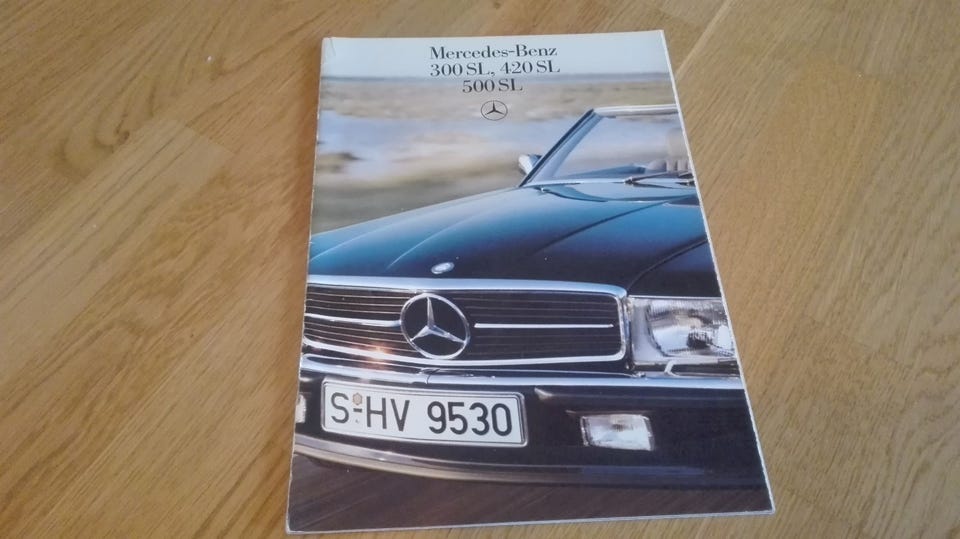 Mercedes-Benz
300 SL, 420 SL
500 SL
S-HV 9530